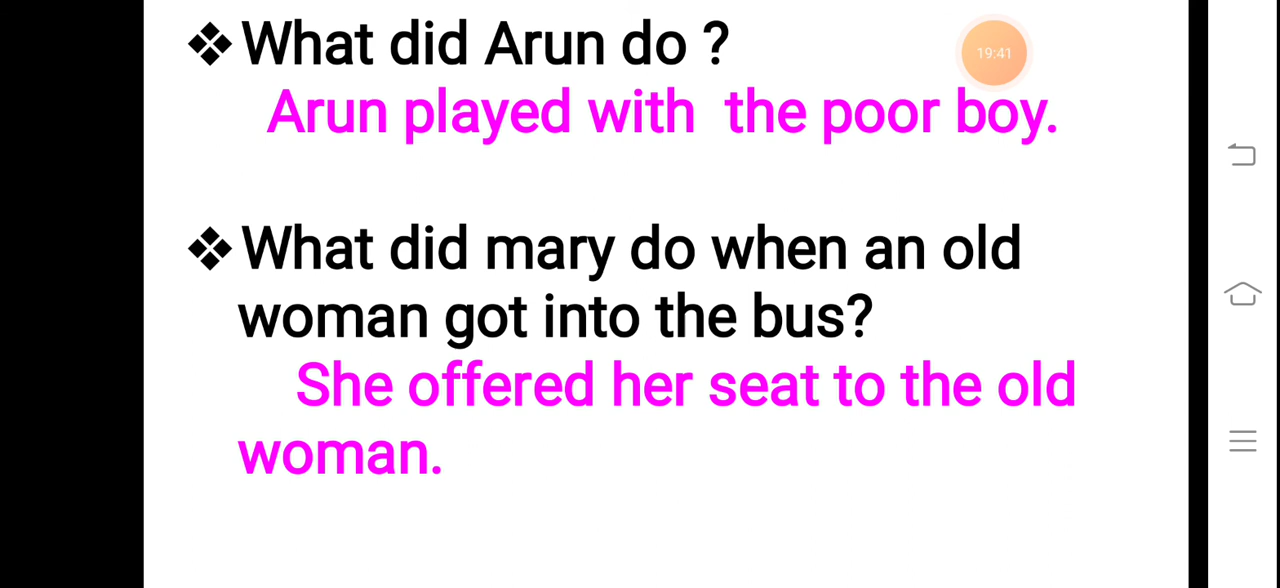 ❖What did Arun do ?
19:41
Arun played with  the poor boy.
❖What did mary do when an old
woman got into the bus?
She offered her seat to the old
woman.